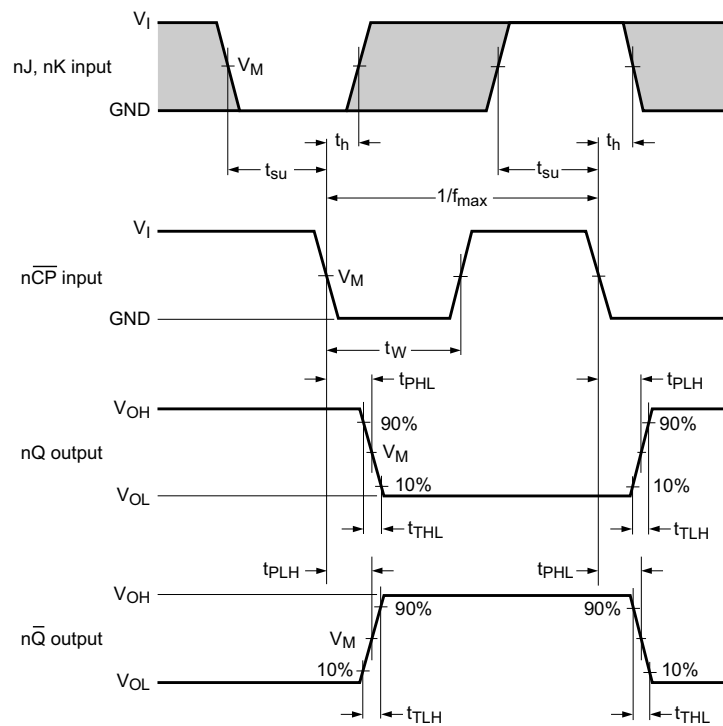 V_I
nJ, nK input
V_M
GND
t_h
t_h
t_su
t_su
1/f_max
V_I
nC̅P̅ input
V_M
GND
t_W
t_PHL
t_PLH
V_OH
90%
90%
nQ output
V_M
10%
10%
V_OL
t_THL
t_TLH
t_PLH
t_PHL
V_OH
90%
90%
nQ̅ output
V_M
10%
10%
V_OL
t_TLH
t_THL